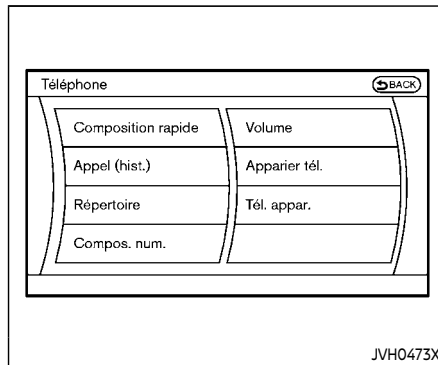 Téléphone
BACK
Composition rapide
Volume
Appel (hist.)
Apparier tél.
Répertoire
Tél. appar.
Compos. num.
JVH0473X